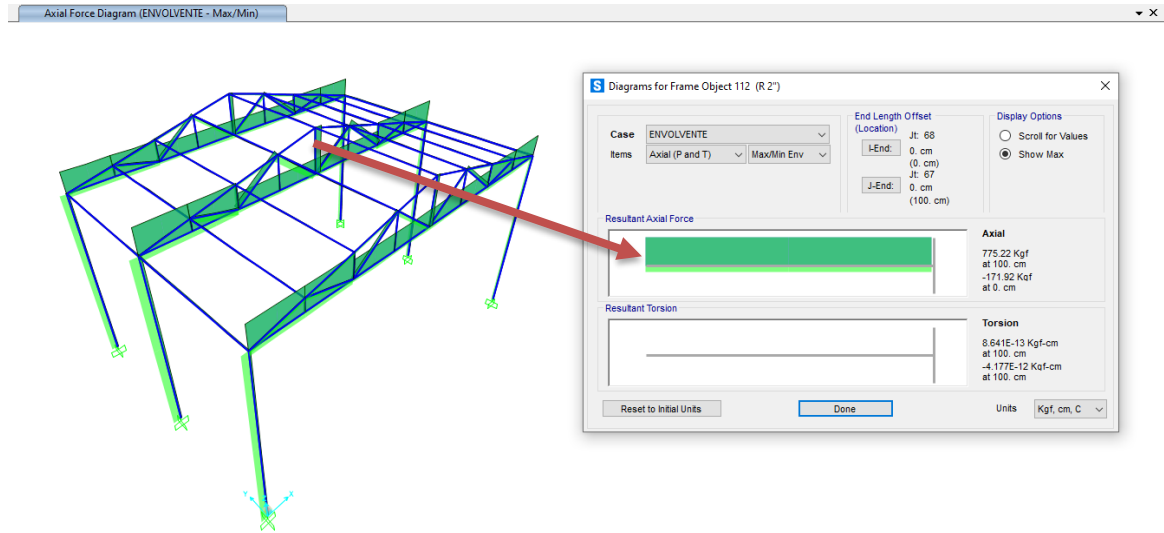 Axial Force Diagram (ENVOLVENTE - Max/Min)
Diagrams for Frame Object 112 (R 2")
Case ENVOLVENTE
Items Axial (P and T) Max/Min Env
End Length Offset
(Location)
Jt: 68
I-End: 0. cm
(0. cm)
Jt: 67
J-End: 0. cm
(100. cm)
Display Options
Scroll for Values
Show Max
Resultant Axial Force
Axial
775.22 Kgf
at 100. cm
-171.92 Kgf
at 0. cm
Resultant Torsion
Torsion
8.641E-13 Kgf-cm
at 100. cm
-4.177E-12 Kgf-cm
at 100. cm
Reset to Initial Units
Done
Units Kgf, cm, C
Y X